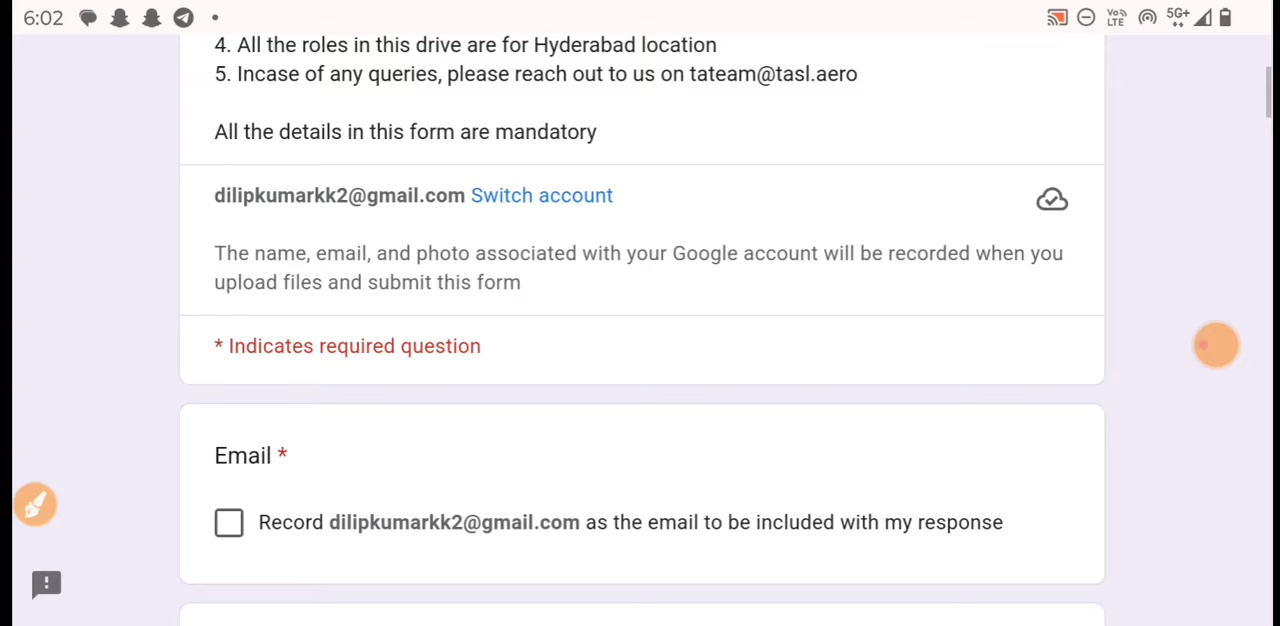 6:02
Vo) LTE 5G+
4. All the roles in this drive are for Hyderabad location
5. Incase of any queries, please reach out to us on tateam@tasl.aero
All the details in this form are mandatory
dilipkumarkk2@gmail.com Switch account
The name, email, and photo associated with your Google account will be recorded when you
upload files and submit this form
* Indicates required question
Email *
Record dilipkumarkk2@gmail.com as the email to be included with my response